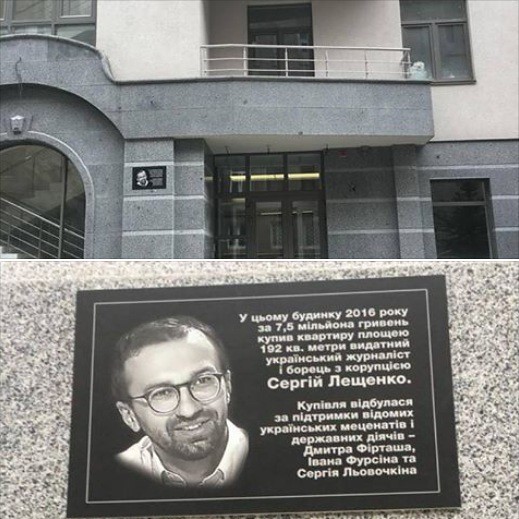 У цьому будинку 2016 року
за 7,5 мільйона гривень
купив квартиру площею
192 кв. метри видатний
український журналіст
і борець з корупцією
Сергій Лещенко.
Купівля відбулася
за підтримки відомих
українських меценатів і
державних діячів –
Дмитра Фірташа,
Івана Фурсіна та
Сергія Льовочкіна